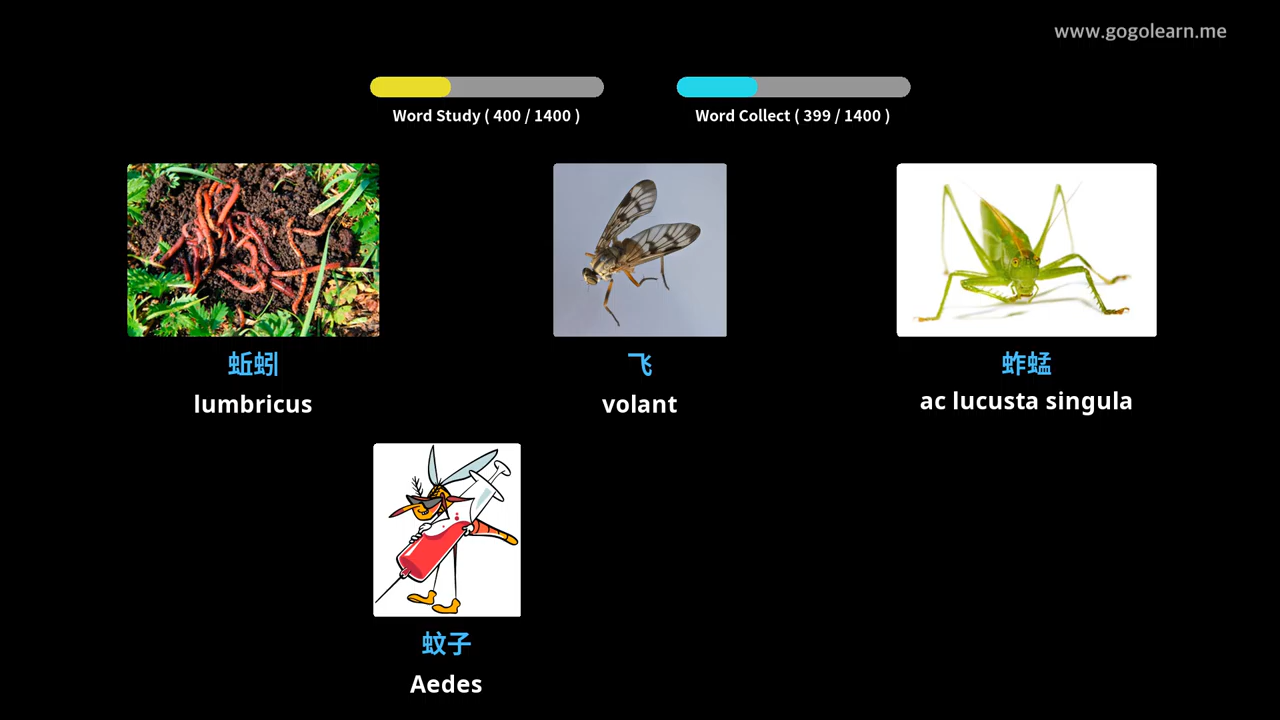 www.gogolearn.me
Word Study ( 400 / 1400 )
Word Collect ( 399 / 1400 )
蚯蚓
lumbricus
飞
volant
蚱蜢
ac lucusta singula
蚊子
Aedes